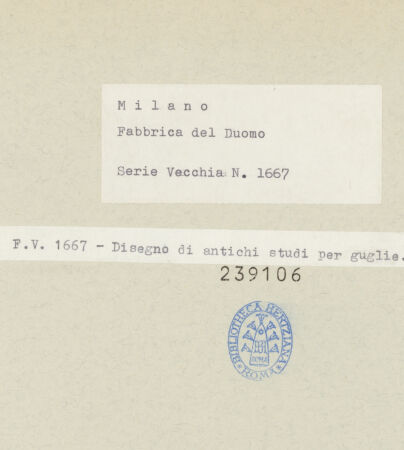 M i l a n o
Fabbrica del Duomo
Serie Vecchia N. 1667
F.V. 1667 - Disegno di antichi studi per guglie.
239106
BIBLIOTHECA HERTZIANA
ROMA